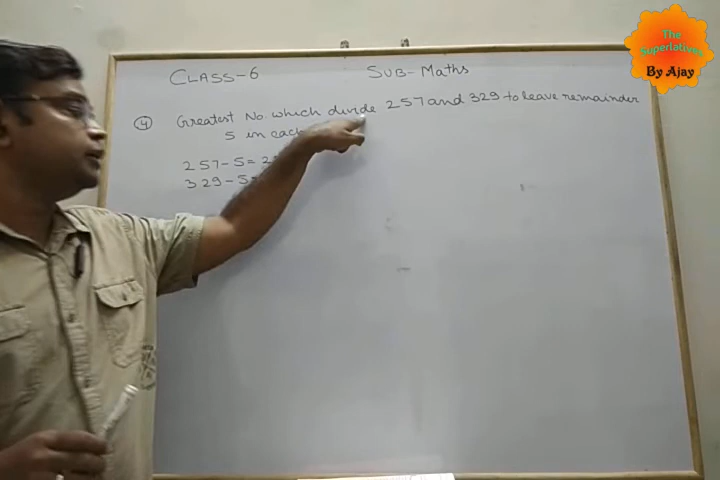 The
Superlatives
By Ajay
CLASS-6 SUB-Maths
4 Greatest No. which divide 257 and 329 to leave remainder
5 in each
257-5=2
329-5=